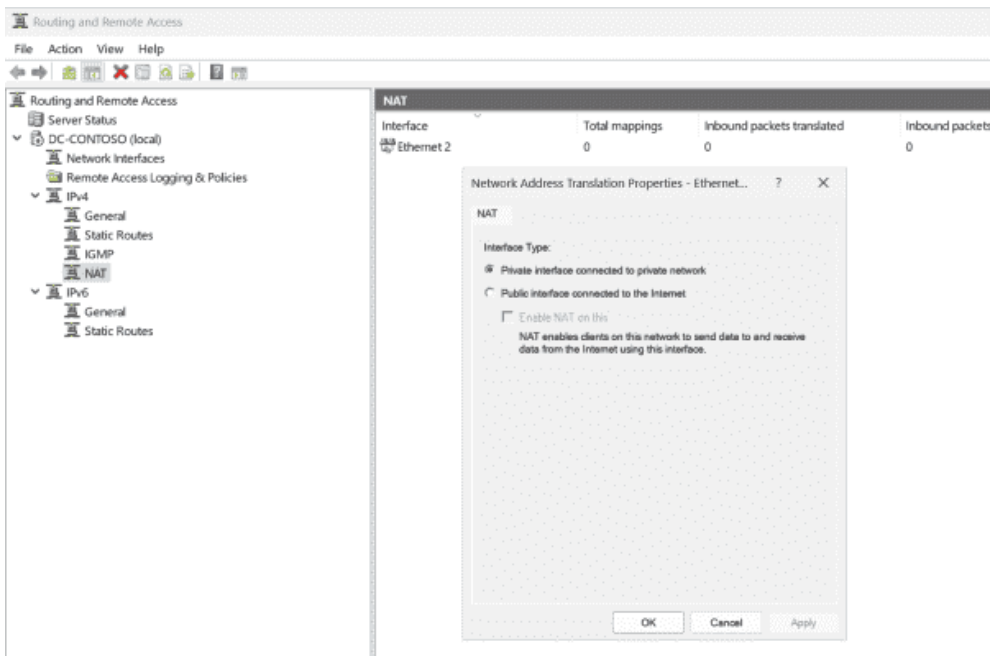 Routing and Remote Access
File Action View Help
Routing and Remote Access
Server Status
DC-CONTOSO (local)
Network Interfaces
Remote Access Logging & Policies
IPv4
General
Static Routes
IGMP
NAT
IPv6
General
Static Routes
NAT
Interface Total mappings Inbound packets translated Inbound packets
Ethernet 2 0 0 0
Network Address Translation Properties - Ethernet... ? X
NAT
Interface Type:
Private interface connected to private network
Public interface connected to the Internet
Enable NAT on this
NAT enables clients on this network to send data to and receive
data from the Internet using this interface.
OK Cancel Apply